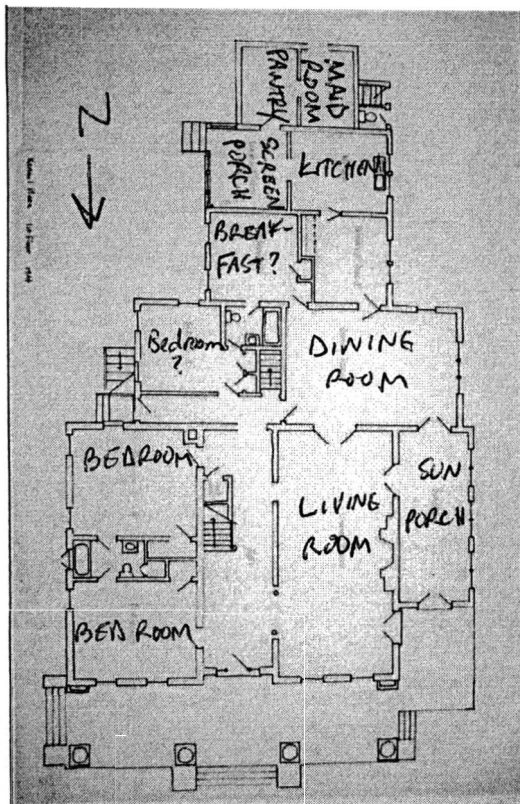 MAID
ROOM
PANTRY
N
SCREEN
PORCH
KITCHEN
BREAK-
FAST?
Bedroom
?
DINING
ROOM
BEDROOM
SUN
PORCH
LIVING
ROOM
BED ROOM